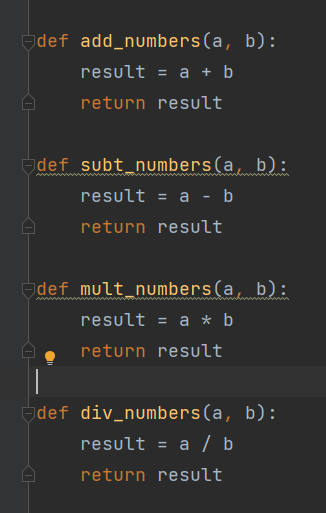 def add_numbers(a, b):
    result = a + b
    return result
def subt_numbers(a, b):
    result = a - b
    return result
def mult_numbers(a, b):
    result = a * b
    return result
def div_numbers(a, b):
    result = a / b
    return result